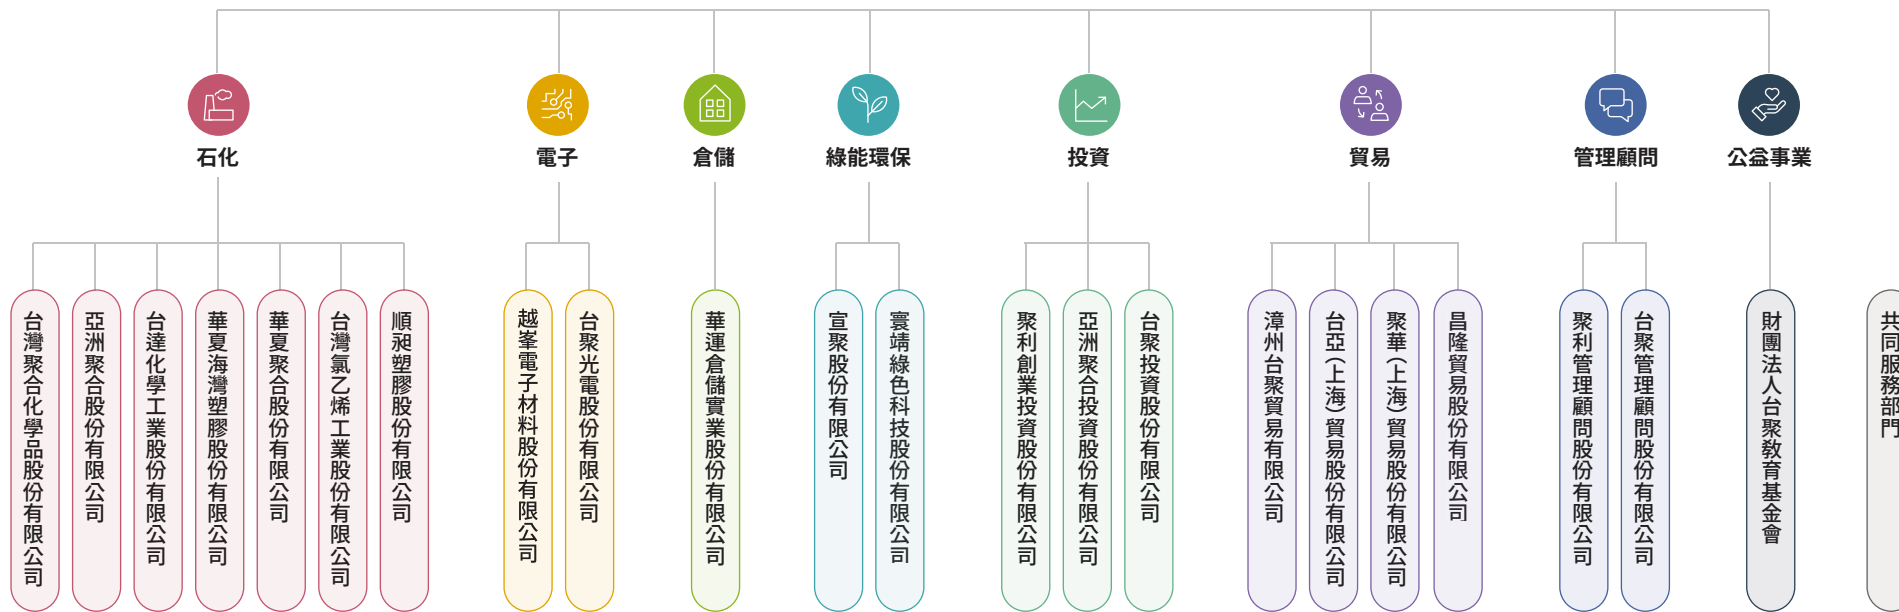 石化
電子
倉儲
綠能環保
投資
貿易
管理顧問
公益事業
台灣聚合化學品股份有限公司
亞洲聚合股份有限公司
台達化學工業股份有限公司
華夏海灣塑膠股份有限公司
華夏聚合股份有限公司
台灣氯乙烯工業股份有限公司
順昶塑膠股份有限公司
越峯電子材料股份有限公司
台聚光電股份有限公司
華運倉儲實業股份有限公司
宣聚股份有限公司
寰靖綠色科技股份有限公司
聚利創業投資股份有限公司
亞洲聚合投資股份有限公司
台聚投資股份有限公司
漳州台聚貿易有限公司
台亞(上海)貿易股份有限公司
聚華(上海)貿易股份有限公司
昌隆貿易股份有限公司
聚利管理顧問股份有限公司
台聚管理顧問股份有限公司
財團法人台聚教育基金會
共同服務部門